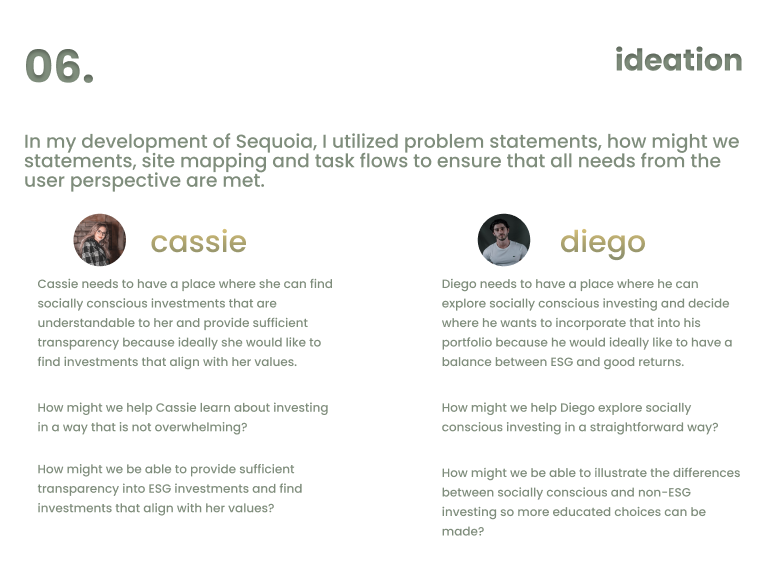 06.
ideation
In my development of Sequoia, I utilized problem statements, how might we
statements, site mapping and task flows to ensure that all needs from the
user perspective are met.
cassie
Cassie needs to have a place where she can find
socially conscious investments that are
understandable to her and provide sufficient
transparency because ideally she would like to
find investments that align with her values.
How might we help Cassie learn about investing
in a way that is not overwhelming?
How might we be able to provide sufficient
transparency into ESG investments and find
investments that align with her values?
diego
Diego needs to have a place where he can
explore socially conscious investing and decide
where he wants to incorporate that into his
portfolio because he would ideally like to have a
balance between ESG and good returns.
How might we help Diego explore socially
conscious investing in a straightforward way?
How might we be able to illustrate the differences
between socially conscious and non-ESG
investing so more educated choices can be
made?